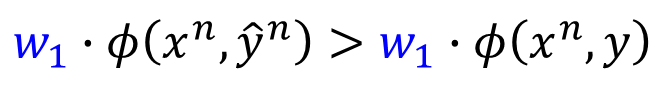 w₁ · ϕ(xⁿ, ŷⁿ) > w₁ · ϕ(xⁿ, y)